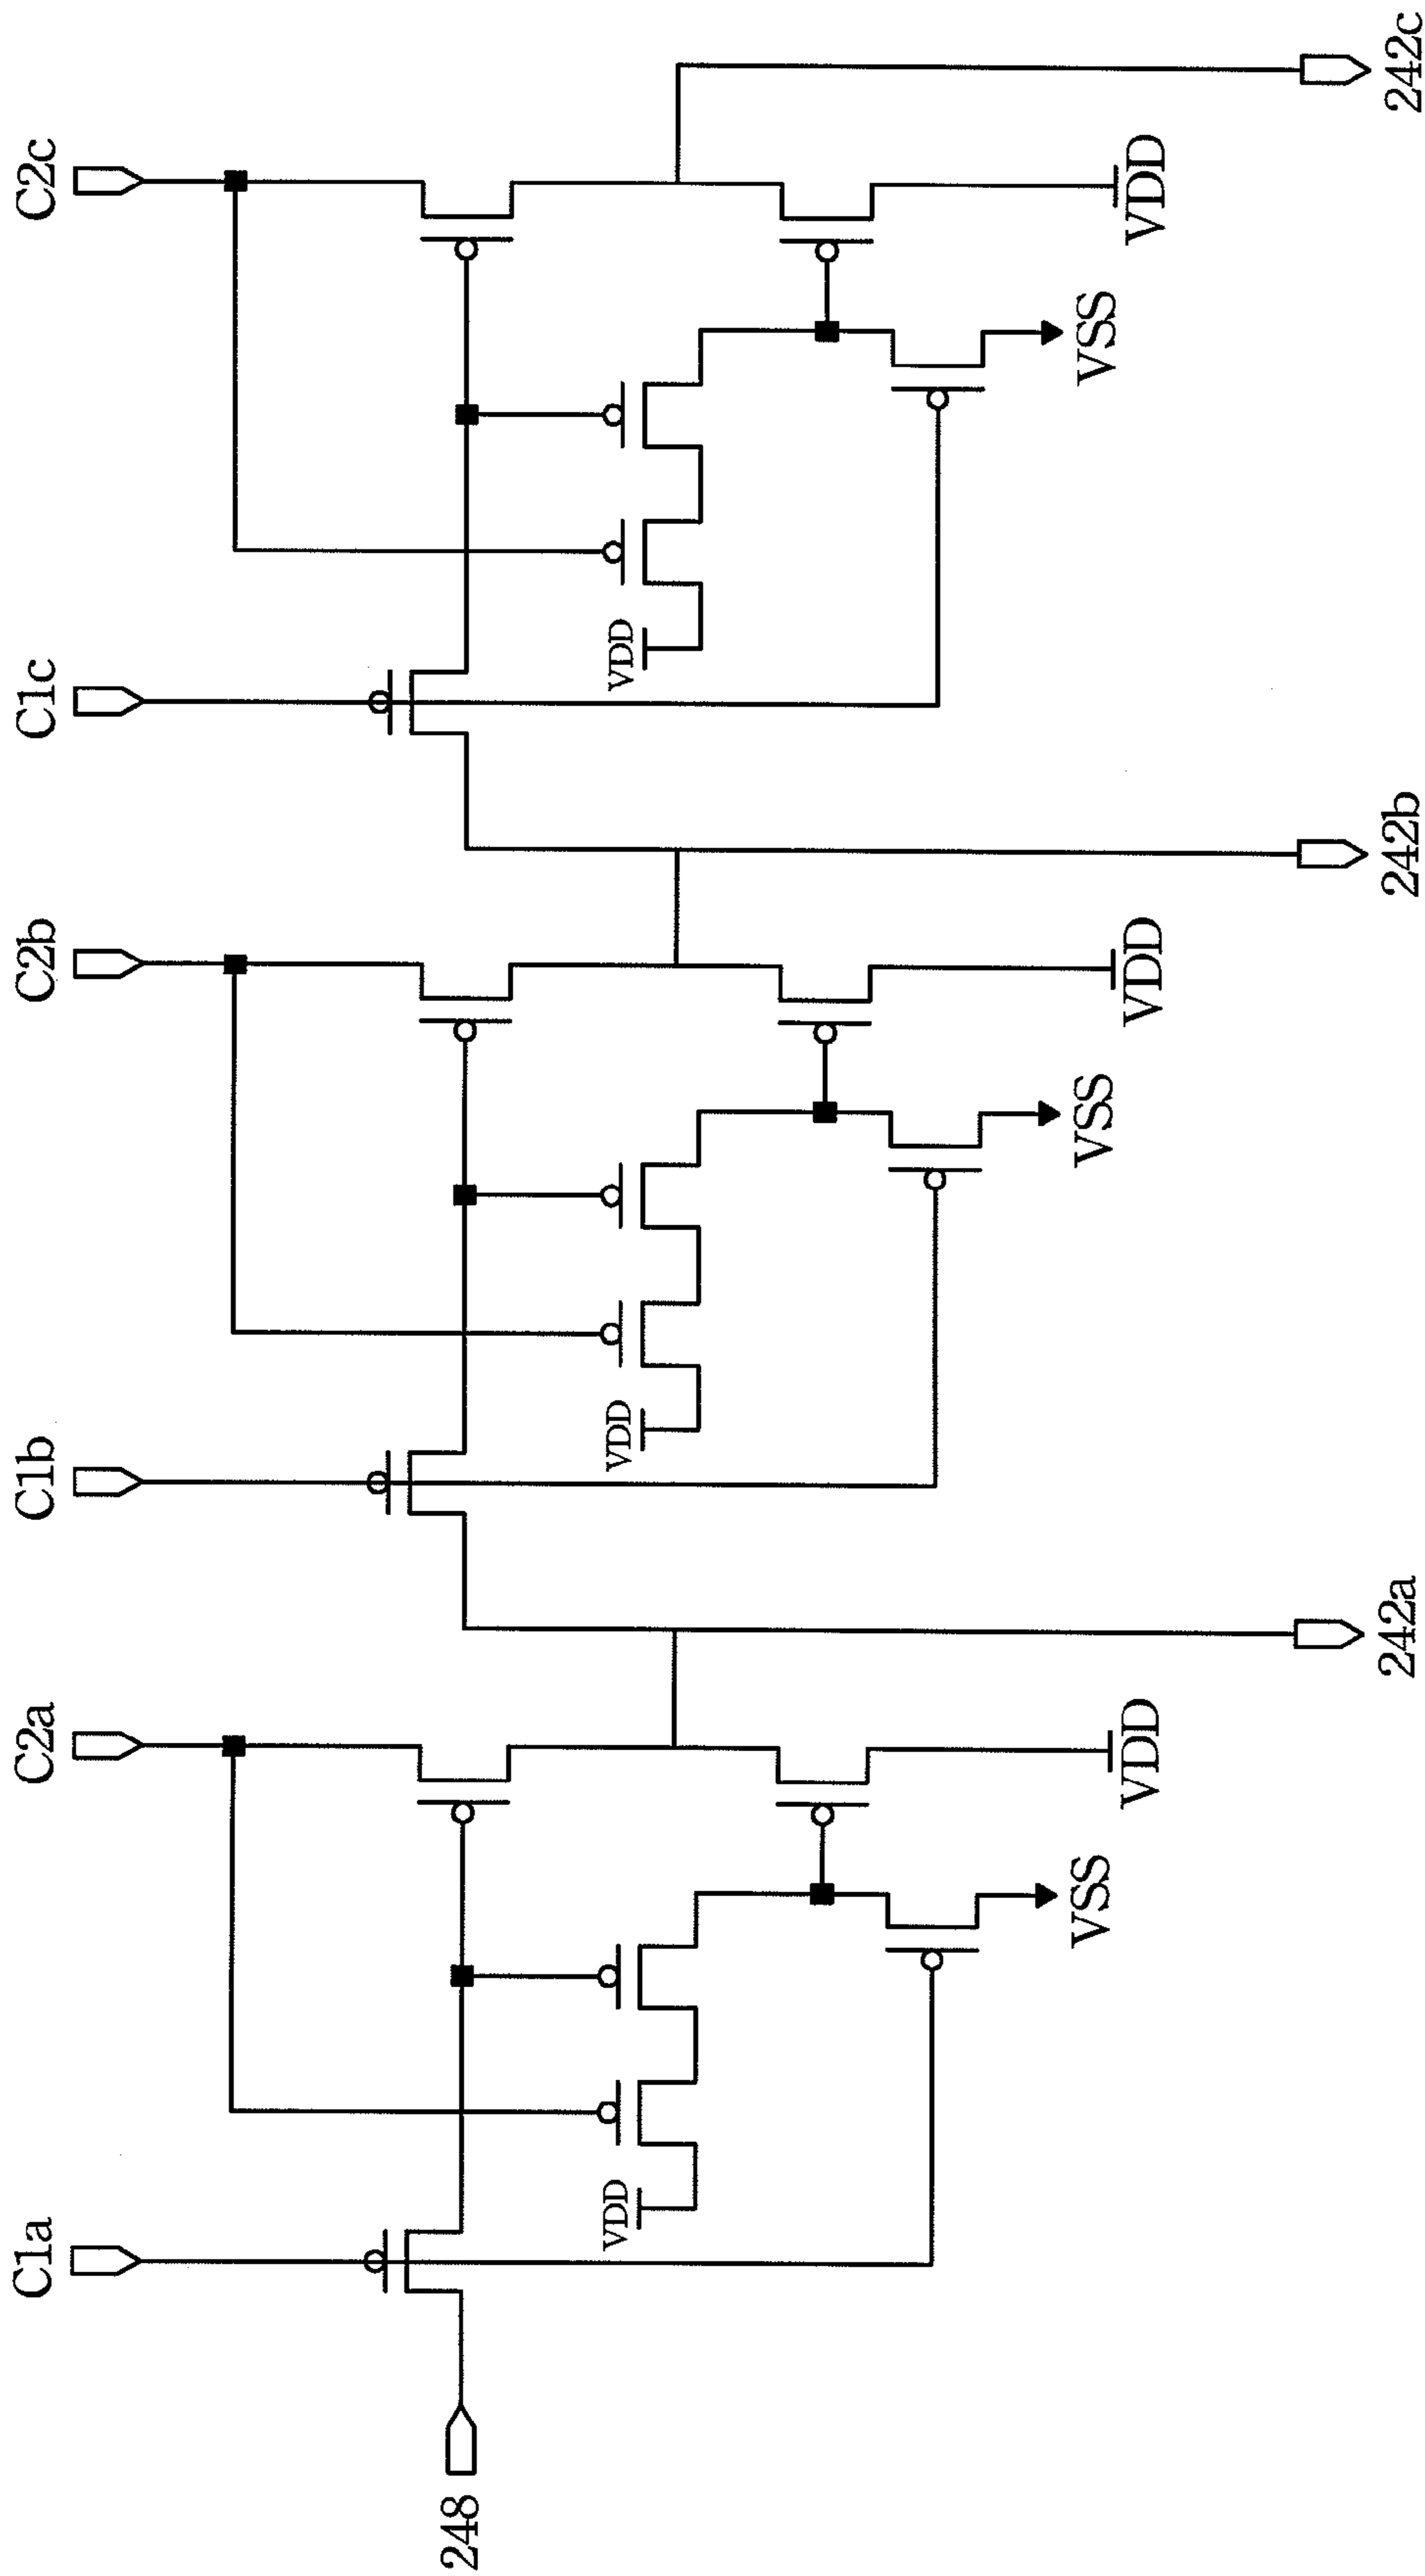 C1a
C2a
C1b
C2b
C1c
C2c
248
VDD
VDD
VDD
VSS
VDD
VSS
VDD
VSS
VDD
242a
242b
242c